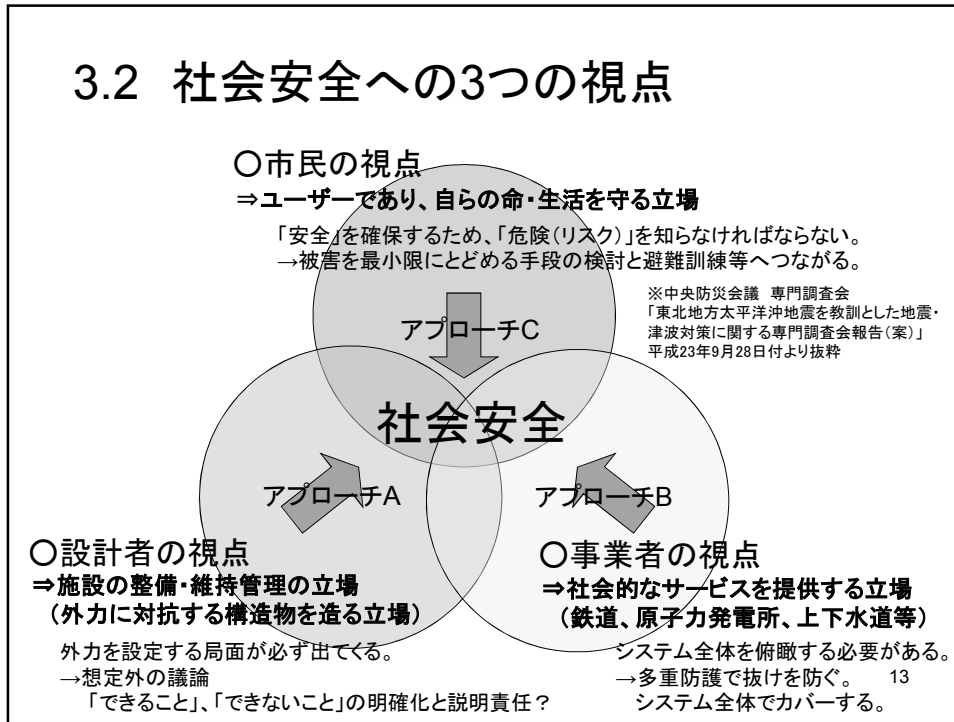 3.2 社会安全への3つの視点
○市民の視点
⇒ユーザーであり、自らの命・生活を守る立場
「安全」を確保するため、「危険(リスク)」を知らなければならない。
→被害を最小限にとどめる手段の検討と避難訓練等へつながる。
※中央防災会議 専門調査会
「東北地方太平洋沖地震を教訓とした地震・
津波対策に関する専門調査会報告(案)」
平成23年9月28日付より抜粋
アプローチC
社会安全
アプローチA
アプローチB
○設計者の視点
⇒施設の整備・維持管理の立場
(外力に対抗する構造物を造る立場)
外力を設定する局面が必ず出てくる。
→想定外の議論
「できること」、「できないこと」の明確化と説明責任?
○事業者の視点
⇒社会的なサービスを提供する立場
(鉄道、原子力発電所、上下水道等)
システム全体を俯瞰する必要がある。
→多重防護で抜けを防ぐ。
システム全体でカバーする。
13